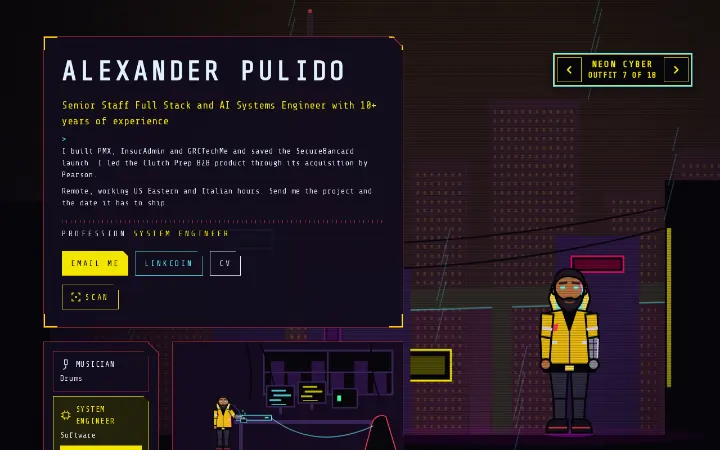 ALEXANDER PULIDO
Senior Staff Full Stack and AI Systems Engineer with 10+
years of experience
>
I built PMX, InsurAdmin and GRCTechMe and saved the SecureBancard
launch. I led the Clutch Prep B2B product through its acquisition by
Pearson.
Remote, working US Eastern and Italian hours. Send me the project and
the date it has to ship.
PROFESSION SYSTEM ENGINEER
EMAIL ME
LINKEDIN
CV
SCAN
NEON CYBER
OUTFIT 7 OF 18
MUSICIAN
Drums
SYSTEM
ENGINEER
Software